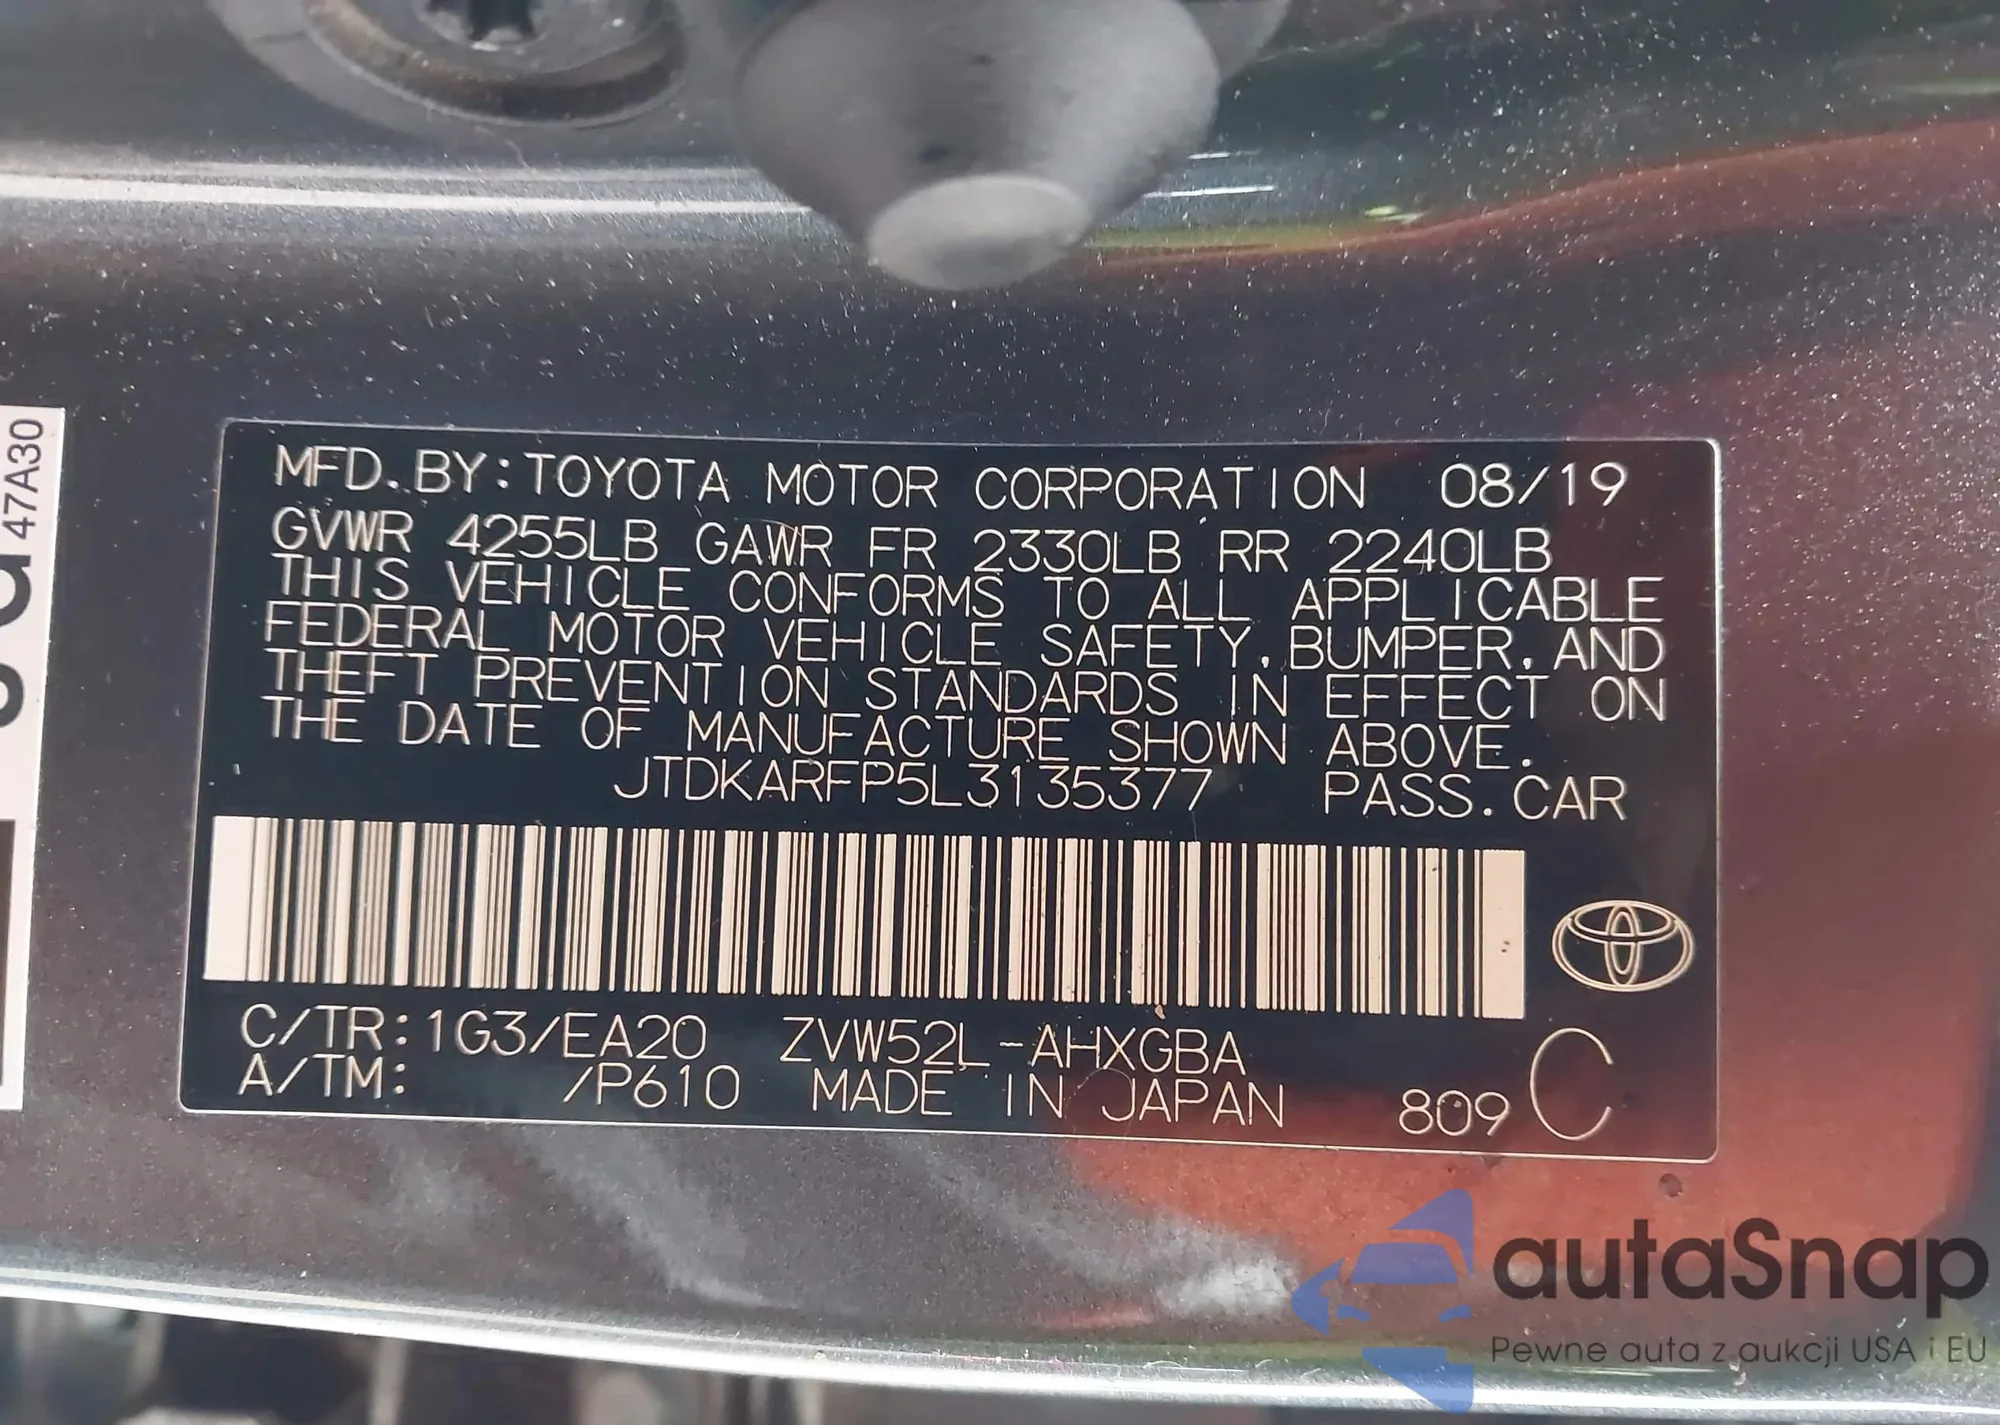 47A30
MFD. BY: TOYOTA MOTOR CORPORATION 08/19
GVWR 4255LB GAWR FR 2330LB RR 2240LB
THIS VEHICLE CONFORMS TO ALL APPLICABLE
FEDERAL MOTOR VEHICLE SAFETY, BUMPER, AND
THEFT PREVENTION STANDARDS IN EFFECT ON
THE DATE OF MANUFACTURE SHOWN ABOVE.
JTDKARFP5L3135377 PASS. CAR
C/TR: 1G3/EA20 ZVW52L-AHXGBA
A/TM: /P610 MADE IN JAPAN 809 C
autaSnap
Pewne auta z aukcji USA i EU